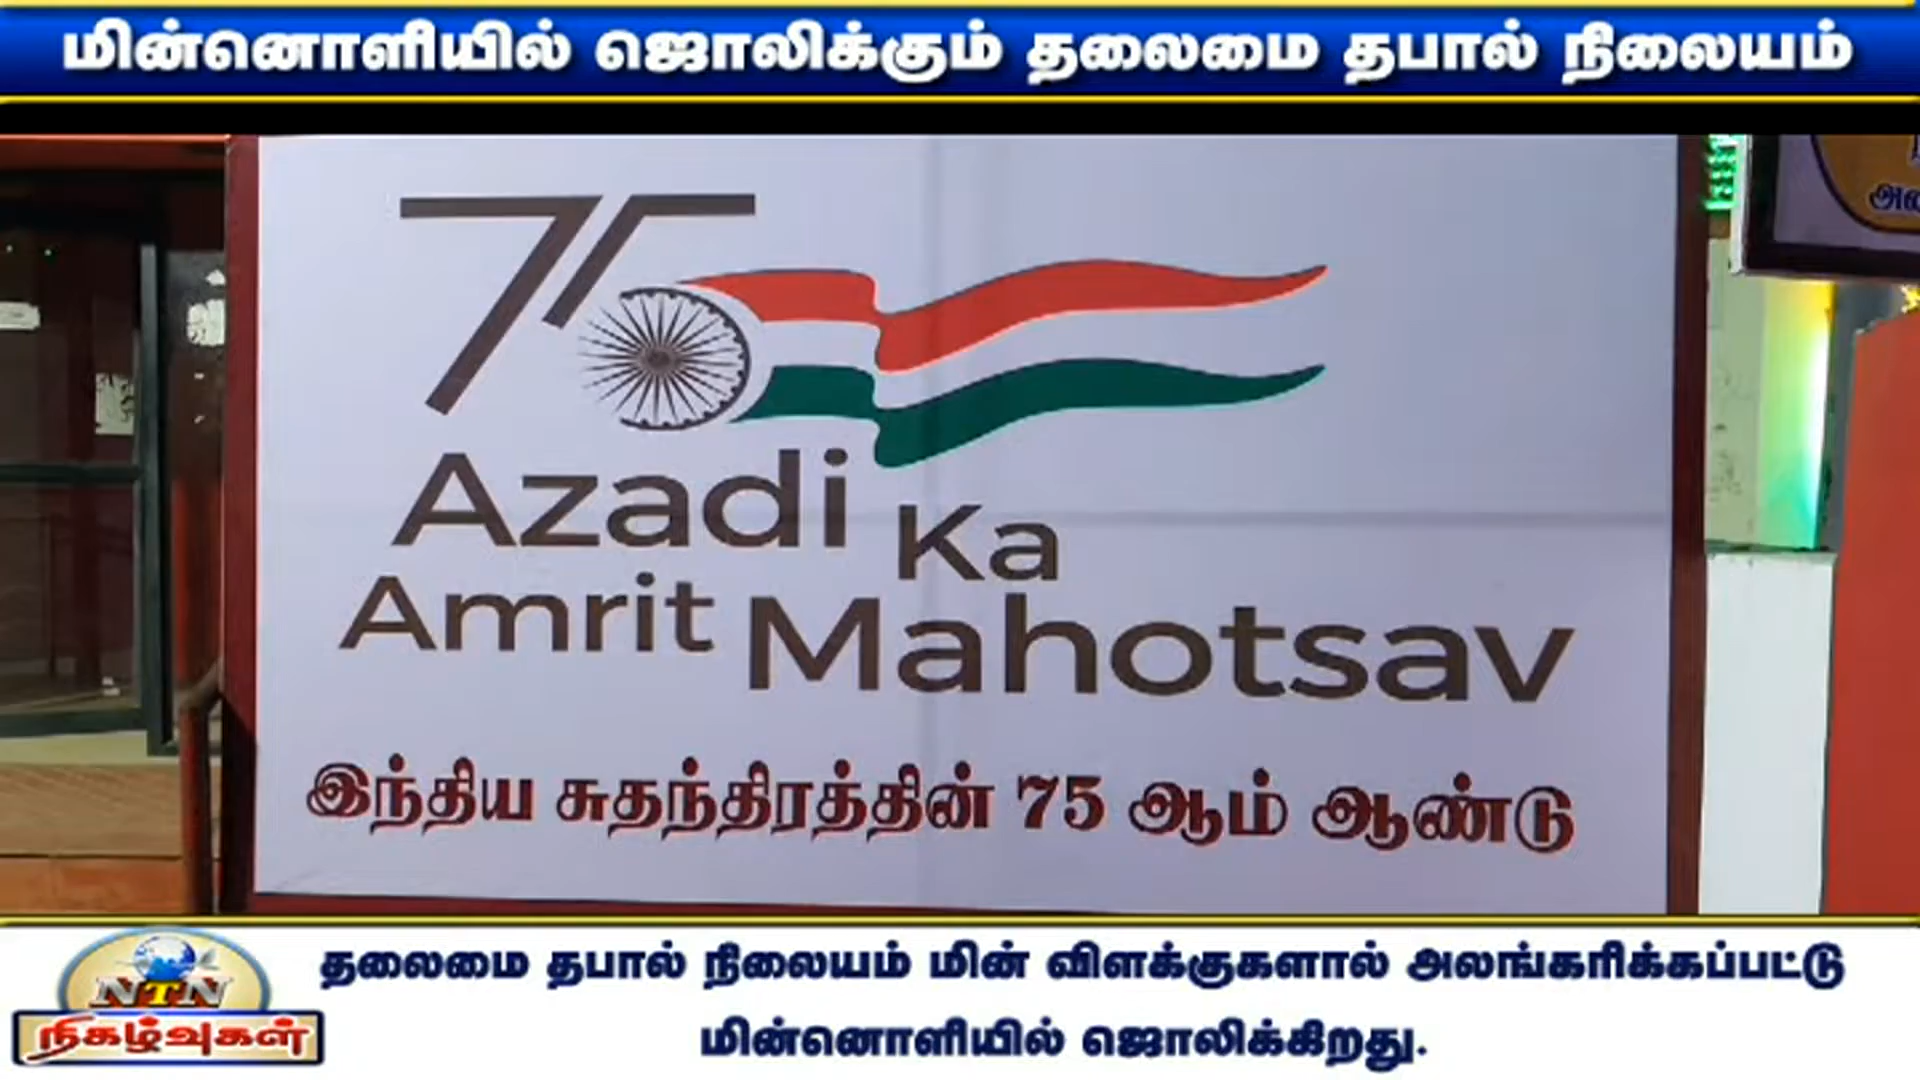 மின்னொளியில் ஜொலிக்கும் தலைமை தபால் நிலையம்
75
Azadi Ka
Amrit Mahotsav
இந்திய சுதந்திரத்தின் 75 ஆம் ஆண்டு
NTN
நிகழ்வுகள்
தலைமை தபால் நிலையம் மின் விளக்குகளால் அலங்கரிக்கப்பட்டு
மின்னொளியில் ஜொலிக்கிறது.